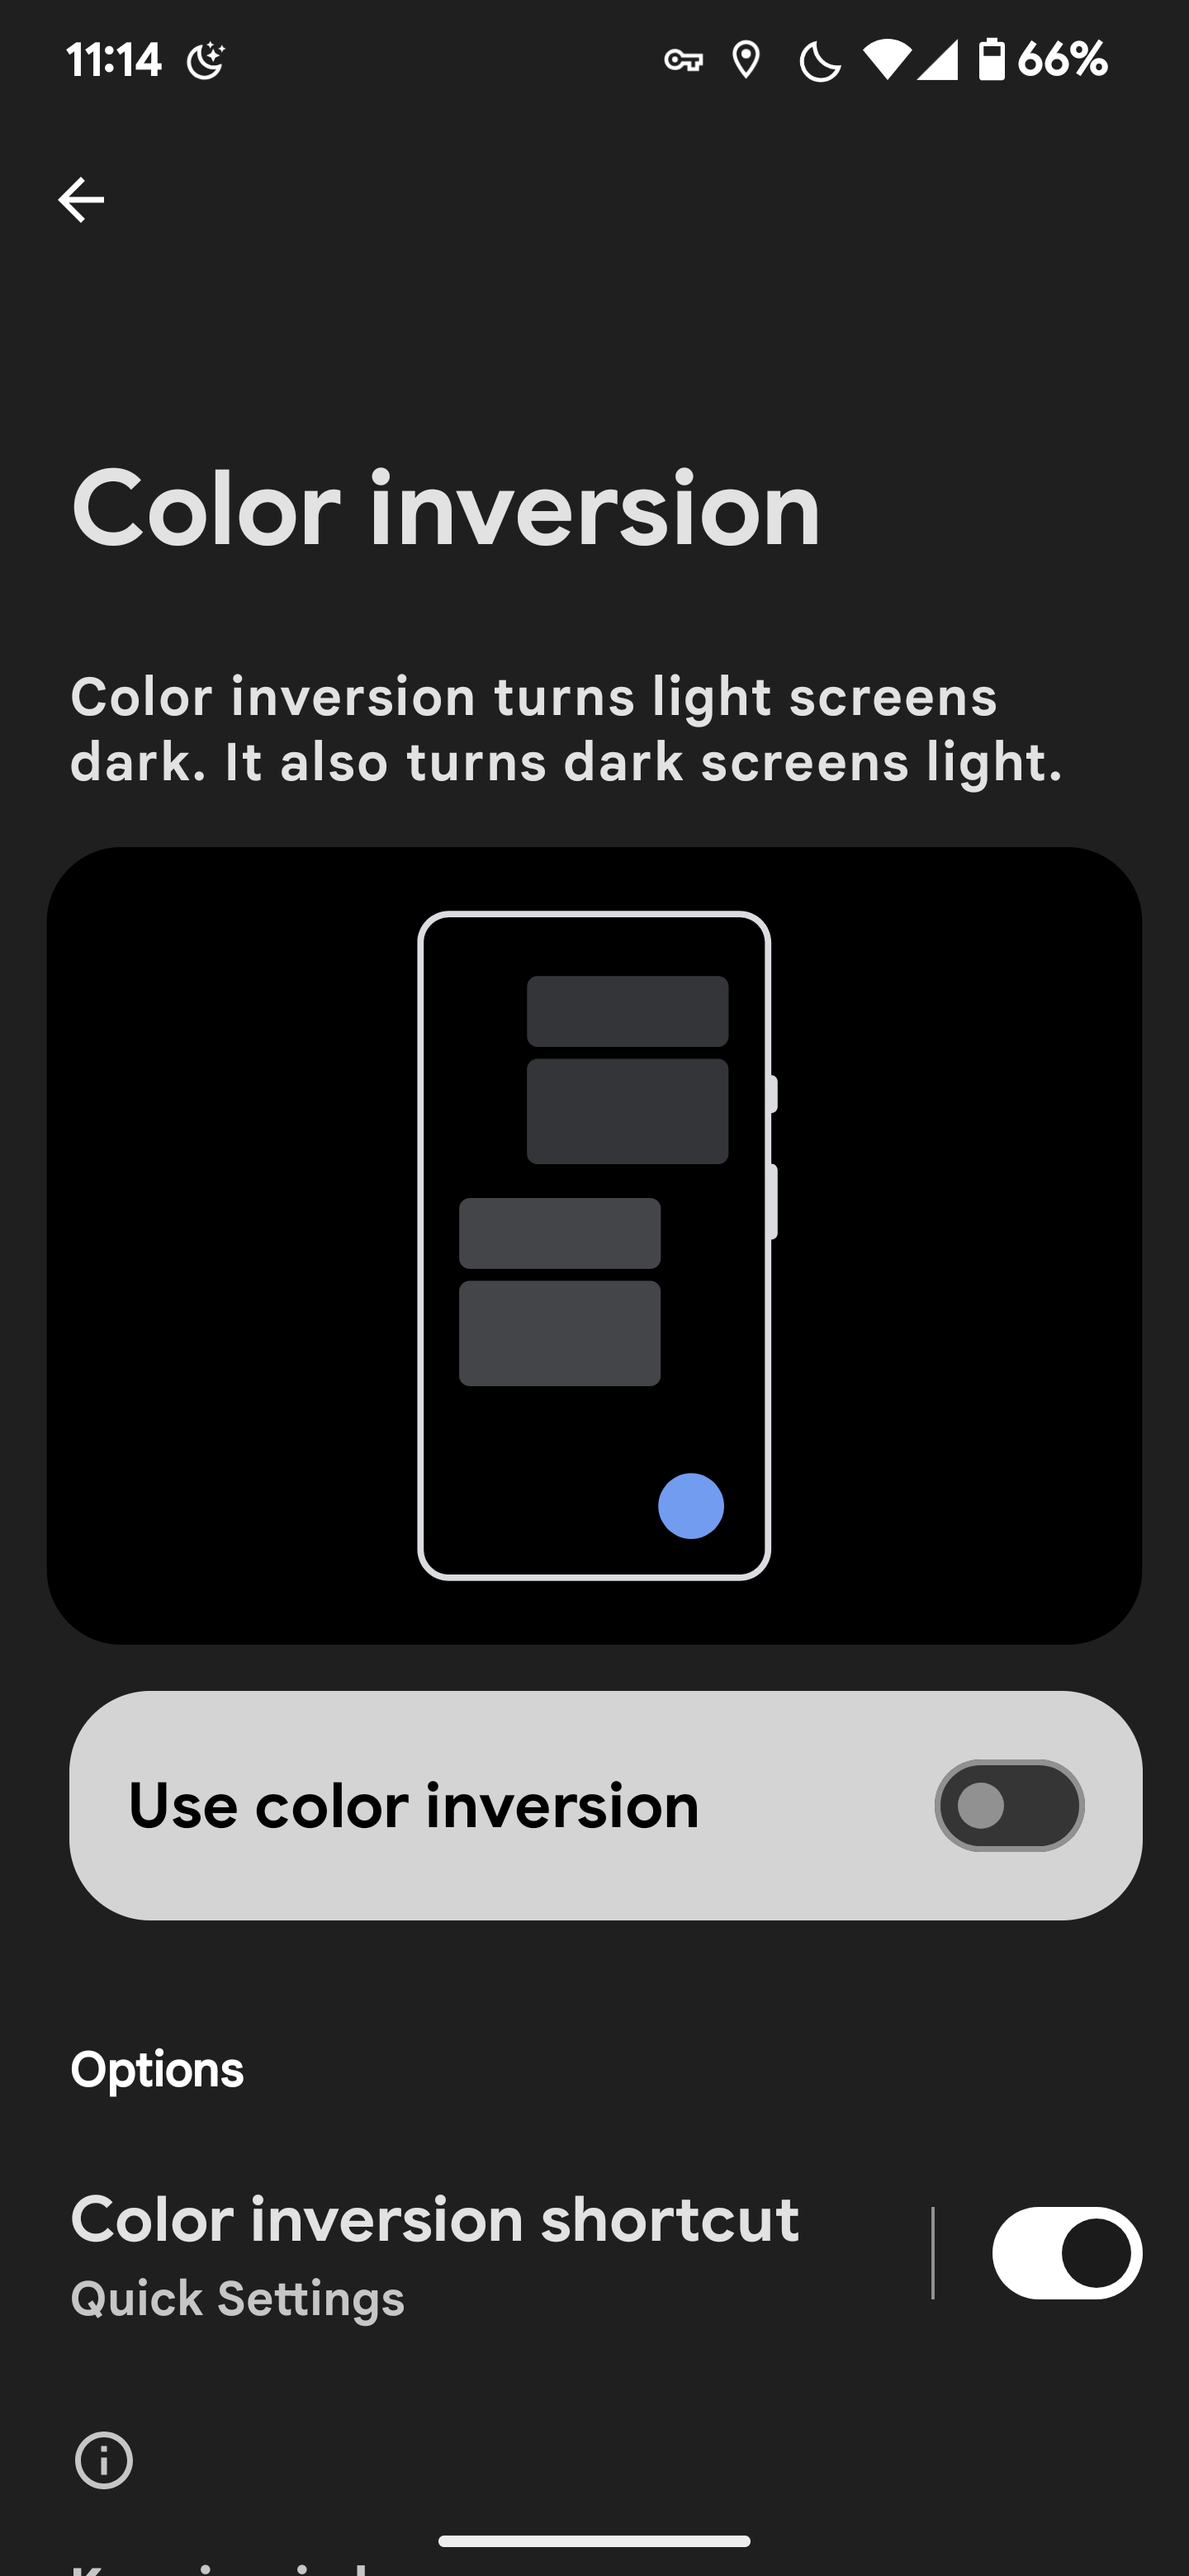 11:14 66%
Color inversion
Color inversion turns light screens
dark. It also turns dark screens light.
Use color inversion
Options
Color inversion shortcut
Quick Settings